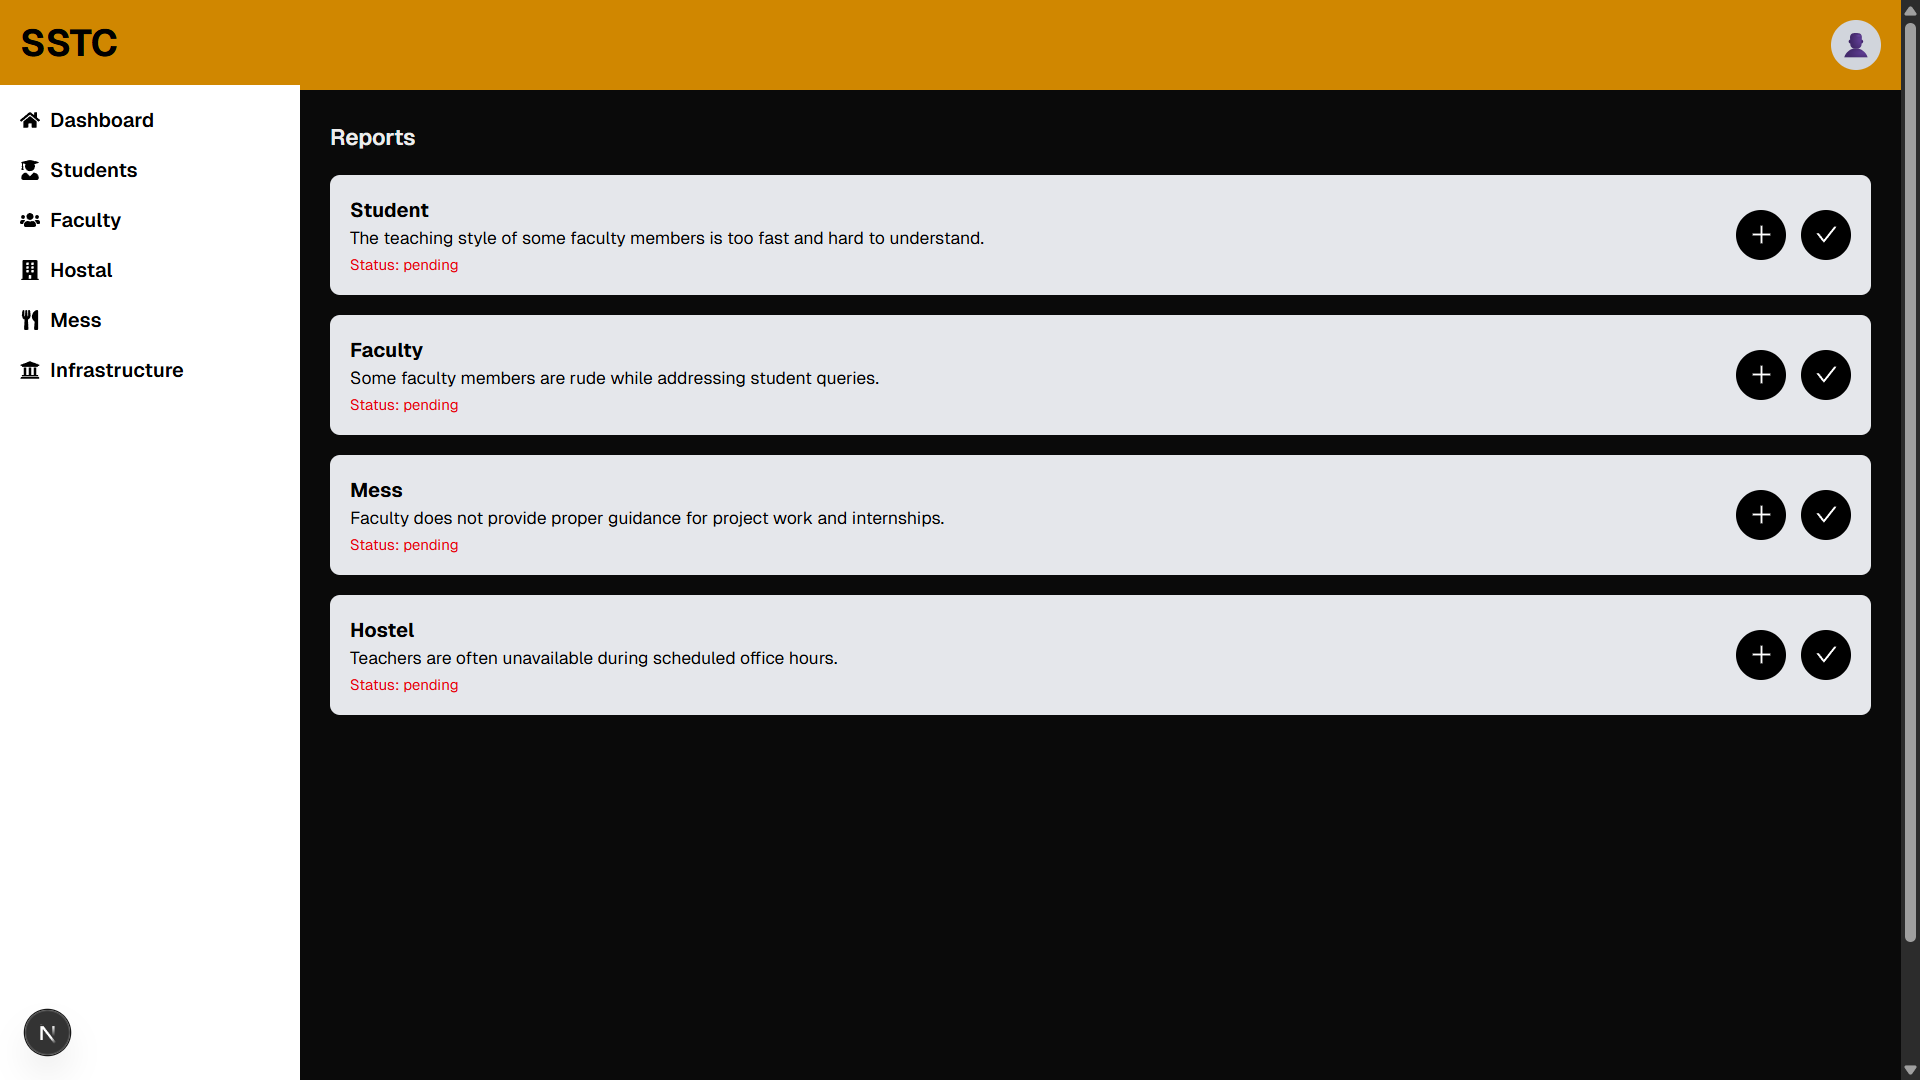 SSTC
Dashboard
Students
Faculty
Hostal
Mess
Infrastructure
Reports
Student
The teaching style of some faculty members is too fast and hard to understand.
Status: pending
Faculty
Some faculty members are rude while addressing student queries.
Status: pending
Mess
Faculty does not provide proper guidance for project work and internships.
Status: pending
Hostel
Teachers are often unavailable during scheduled office hours.
Status: pending
N